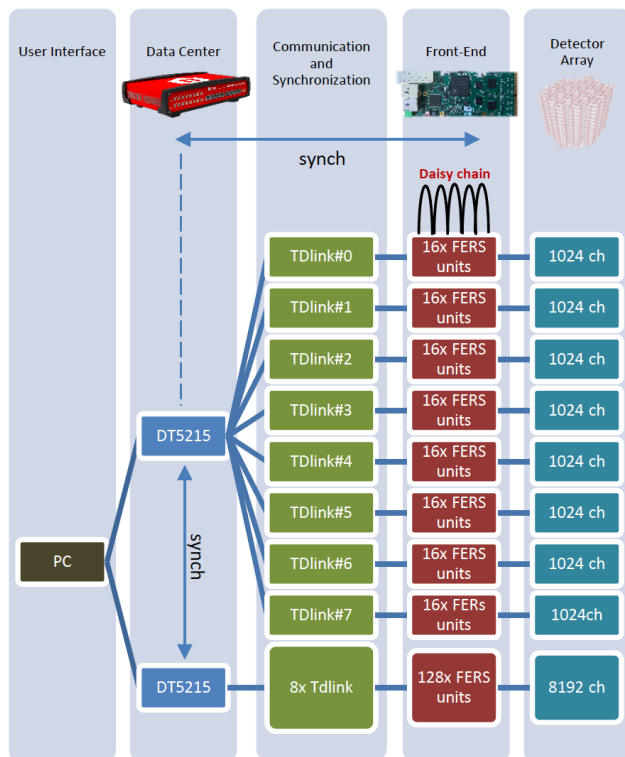 User Interface
Data Center
Communication
and
Synchronization
Front-End
Detector
Array
synch
Daisy chain
TDlink#0
16x FERS
units
1024 ch
TDlink#1
16x FERS
units
1024 ch
TDlink#2
16x FERS
units
1024 ch
TDlink#3
16x FERS
units
1024 ch
DT5215
TDlink#4
16x FERS
units
1024 ch
TDlink#5
16x FERS
units
1024 ch
synch
PC
TDlink#6
16x FERS
units
1024 ch
TDlink#7
16x FERs
units
1024ch
DT5215
8x Tdlink
128x FERS
units
8192 ch